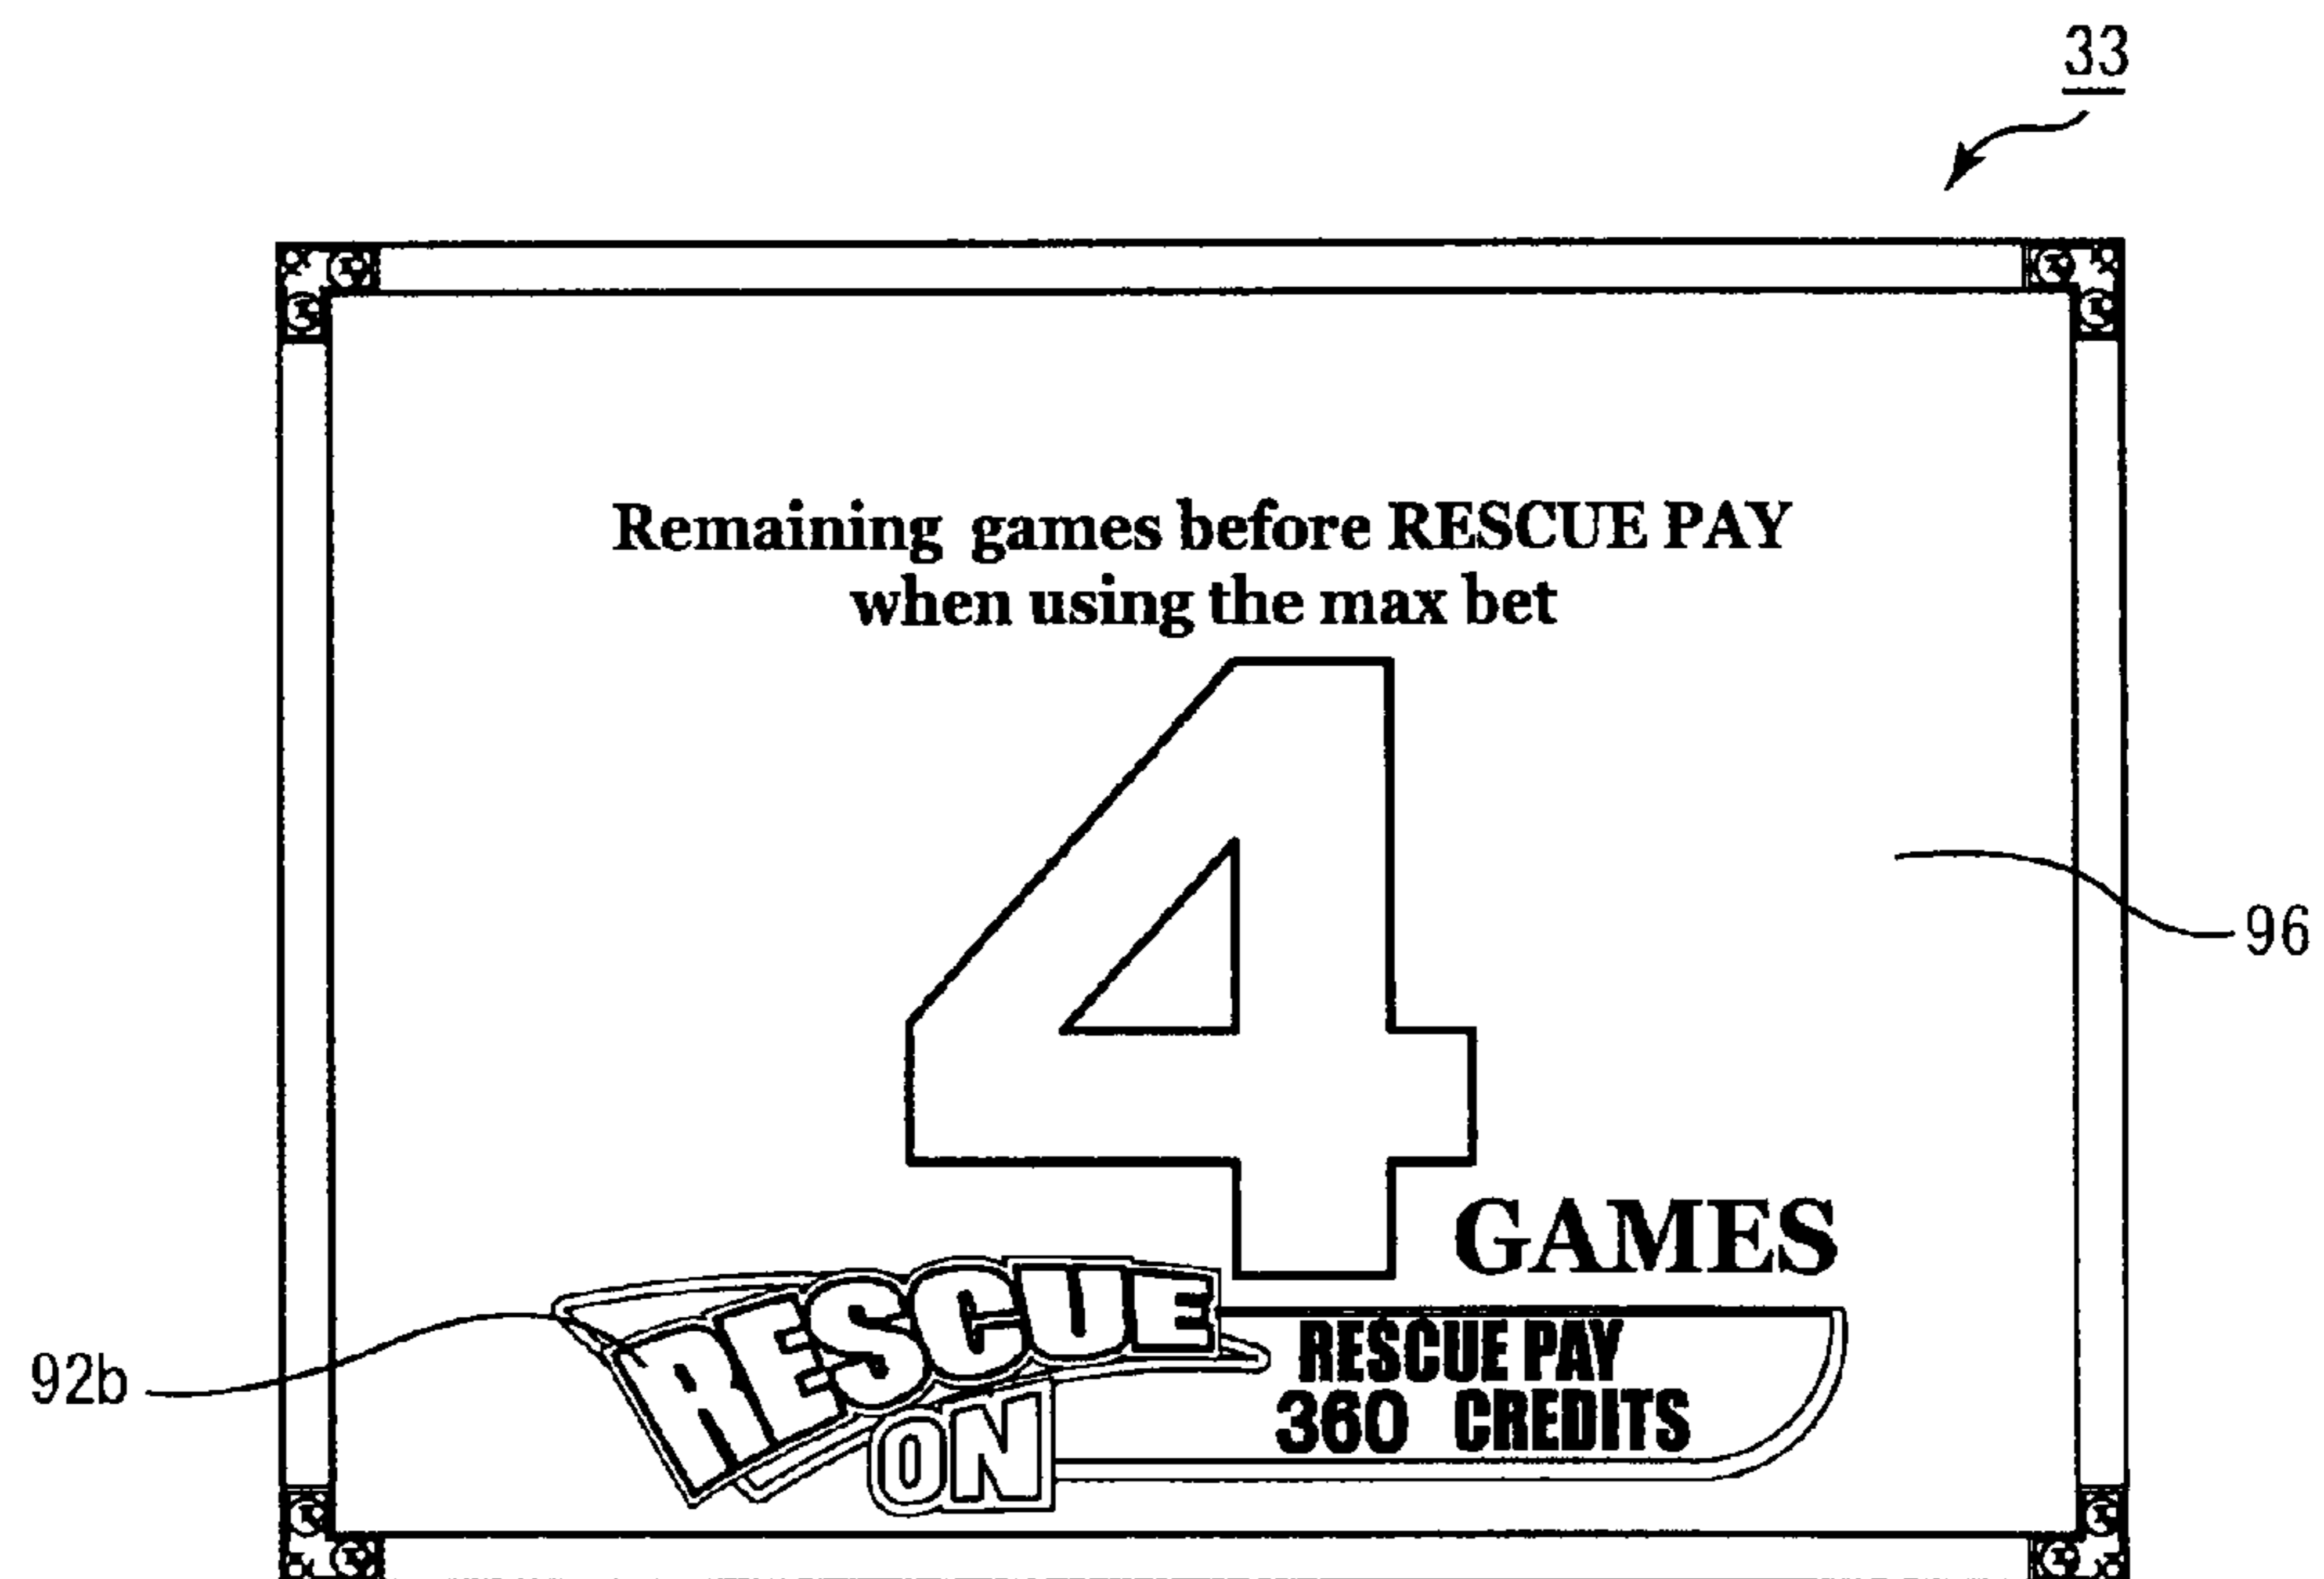 33
Remaining games before RESCUE PAY
when using the max bet
4
GAMES
96
92b
RESCUE
ON
RESCUE PAY
360 CREDITS